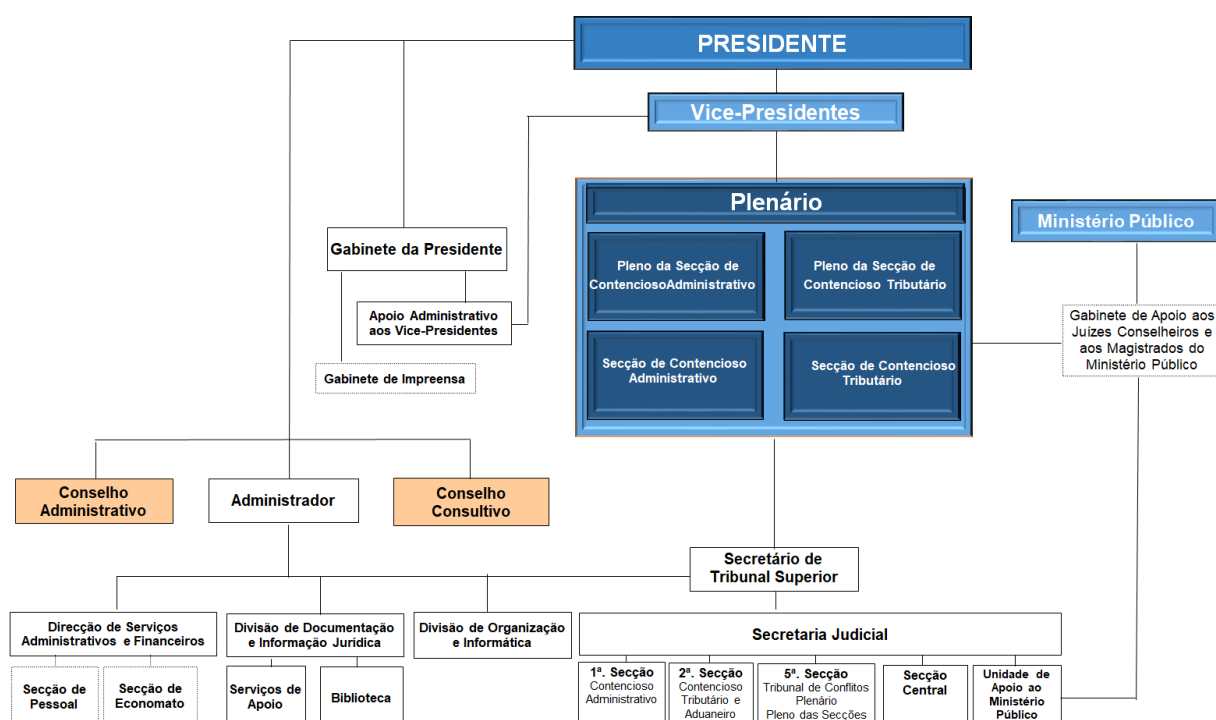 PRESIDENTE
Vice-Presidentes
Plenário
Pleno da Secção de
ContenciosoAdministrativo
Pleno da Secção de
Contencioso Tributário
Secção de Contencioso
Administrativo
Secção de Contencioso
Tributário
Ministério Público
Gabinete de Apoio aos
Juízes Conselheiros e
aos Magistrados do
Ministério Público
Gabinete da Presidente
Apoio Administrativo
aos Vice-Presidentes
Gabinete de Impreensa
Conselho
Administrativo
Administrador
Conselho
Consultivo
Secretário de
Tribunal Superior
Direcção de Serviços
Administrativos e Financeiros
Divisão de Documentação
e Informação Juridica
Divisão de Organização
e Informática
Secretaria Judicial
Secção de
Pessoal
Secção de
Economato
Serviços de
Apoio
Biblioteca
1ª. Secção
Contencioso
Administrativo
2ª. Secção
Contencioso
Tributário e
Aduaneiro
5ª. Secção
Tribunal de Conflitos
Plenário
Pleno das Secções
Secção
Central
Unidade de
Apoio ao
Ministério
Público